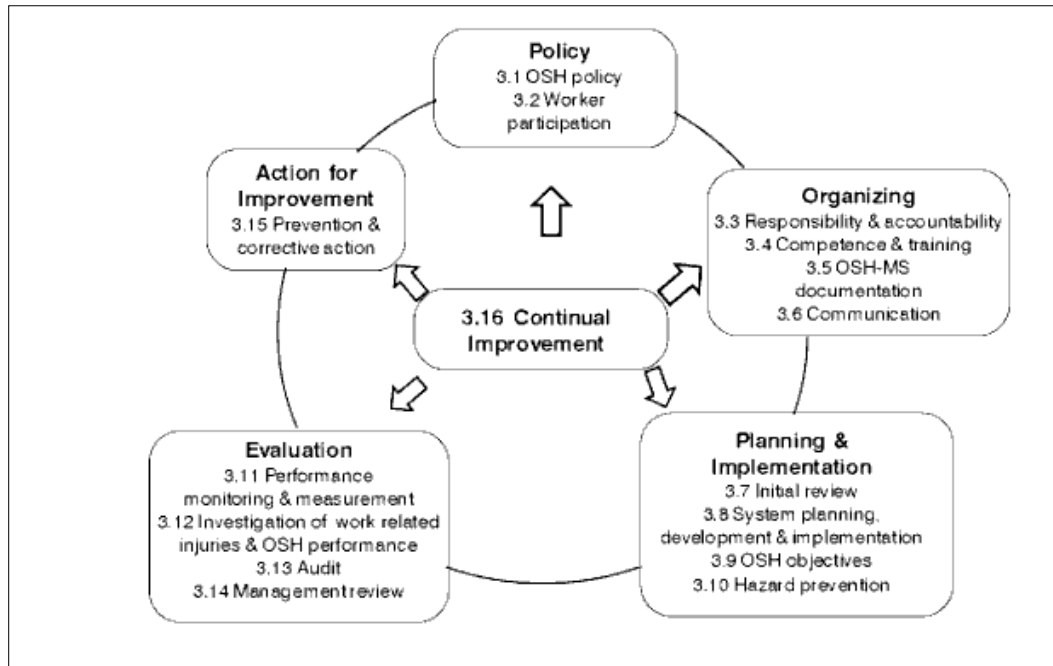 Policy
3.1 OSH policy
3.2 Worker
participation
Action for
Improvement
3.15 Prevention &
corrective action
Organizing
3.3 Responsibility & accountability
3.4 Competence & training
3.5 OSH-MS
documentation
3.6 Communication
3.16 Continual
Improvement
Evaluation
3.11 Performance
monitoring & measurement
3.12 Investigation of work related
injuries & OSH performance
3.13 Audit
3.14 Management review
Planning &
Implementation
3.7 Initial review
3.8 System planning,
development & implementation
3.9 OSH objectives
3.10 Hazard prevention